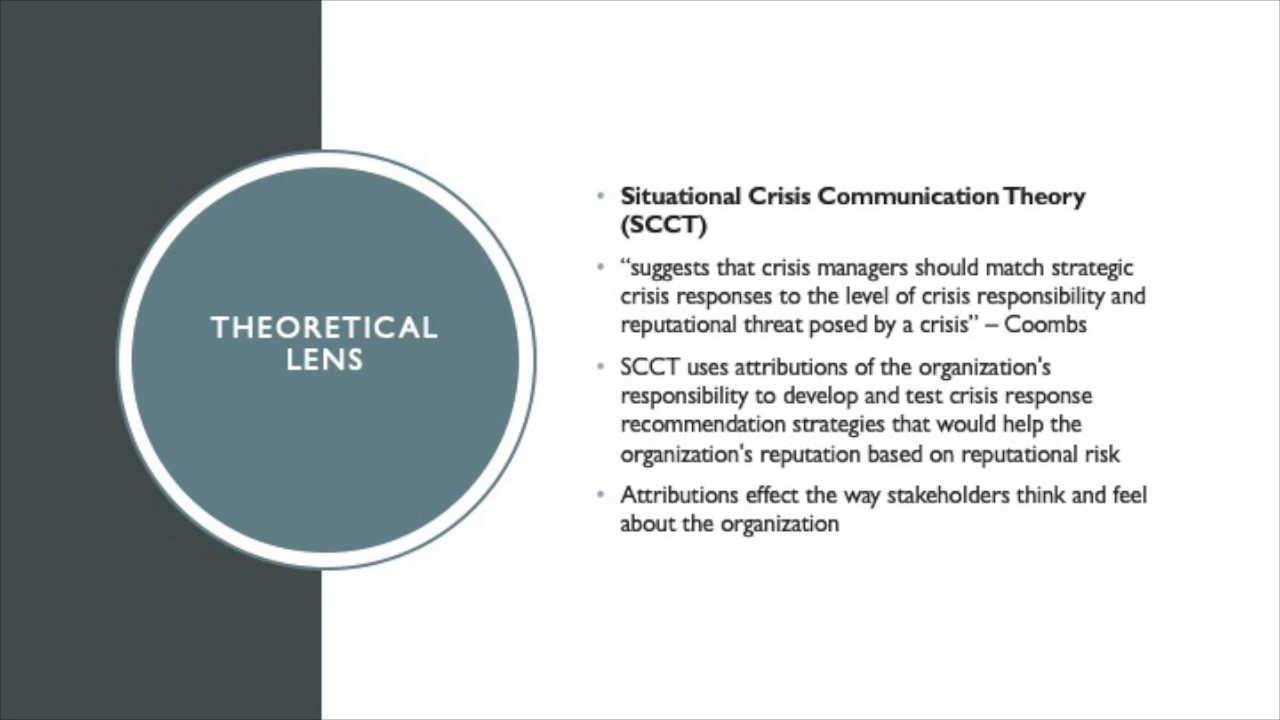 THEORETICAL
LENS
• Situational Crisis Communication Theory
(SCCT)
• “suggests that crisis managers should match strategic
crisis responses to the level of crisis responsibility and
reputational threat posed by a crisis” – Coombs
• SCCT uses attributions of the organization's
responsibility to develop and test crisis response
recommendation strategies that would help the
organization's reputation based on reputational risk
• Attributions effect the way stakeholders think and feel
about the organization